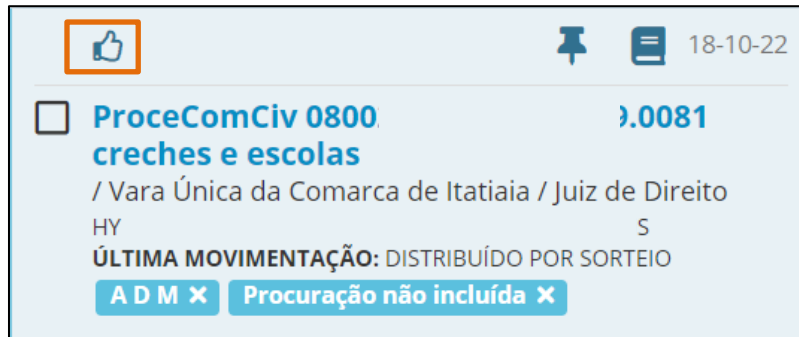 18-10-22
ProceComCiv 0800 9.0081
creches e escolas
/ Vara Única da Comarca de Itatiaia / Juiz de Direito
HY S
ÚLTIMA MOVIMENTAÇÃO: DISTRIBUÍDO POR SORTEIO
A D M × Procuração não incluída ×